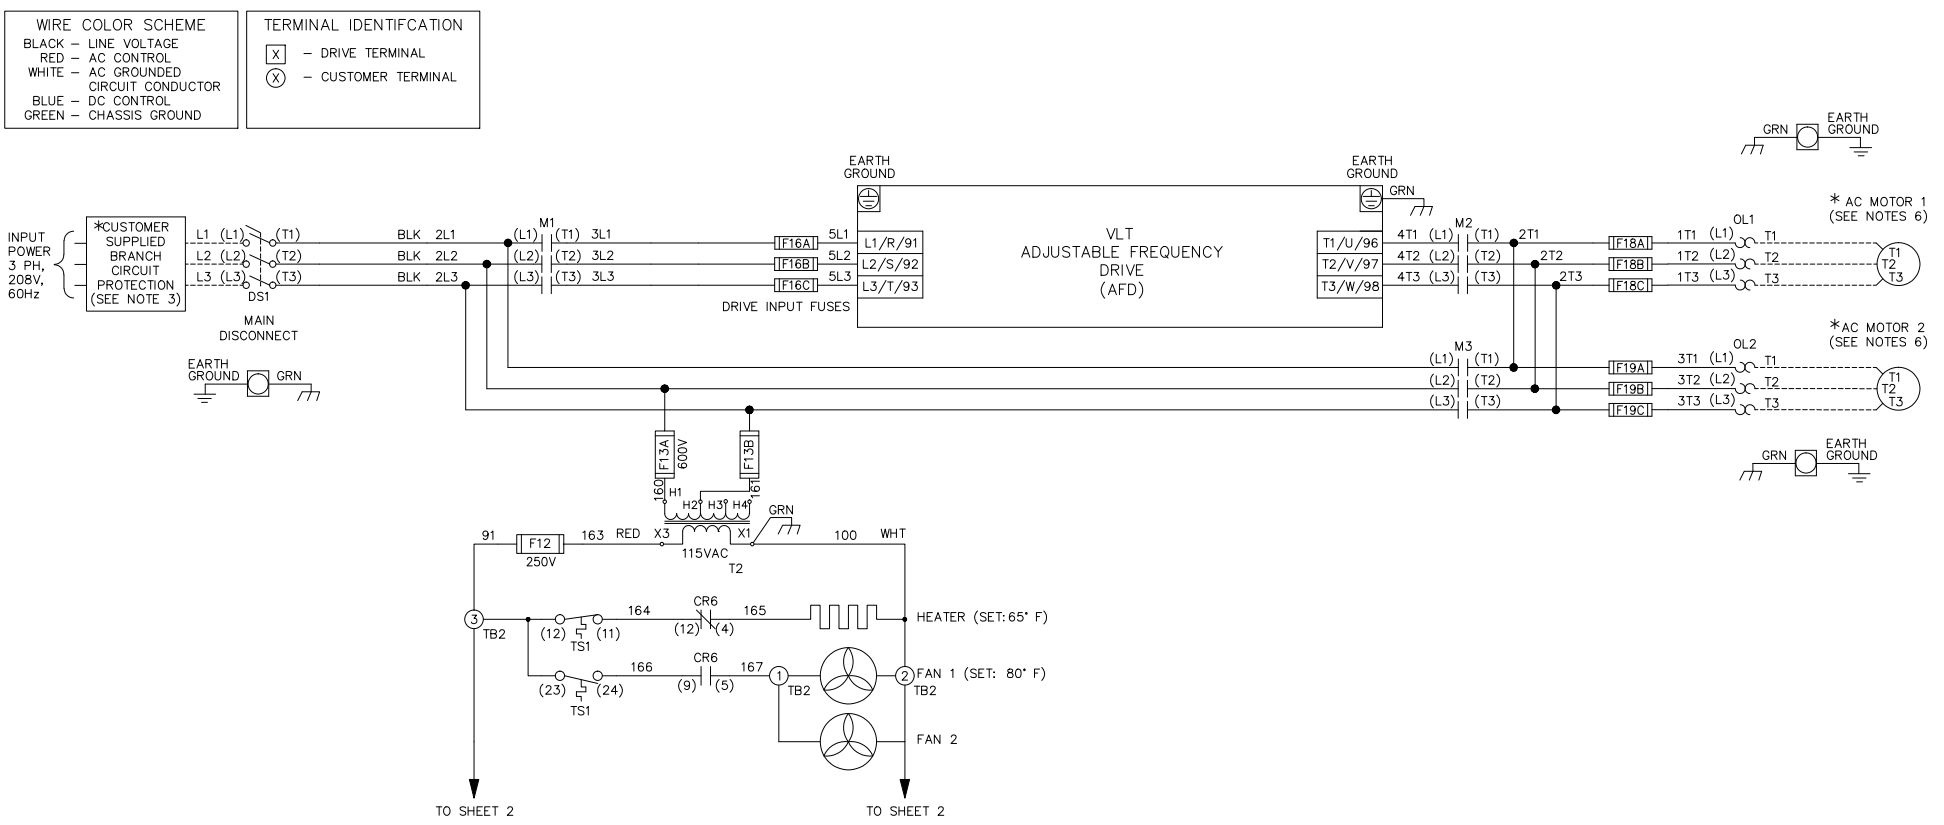 WIRE COLOR SCHEME
BLACK – LINE VOLTAGE
RED – AC CONTROL
WHITE – AC GROUNDED
CIRCUIT CONDUCTOR
BLUE – DC CONTROL
GREEN – CHASSIS GROUND
TERMINAL IDENTIFCATION
X – DRIVE TERMINAL
X – CUSTOMER TERMINAL
GRN
EARTH
GROUND
EARTH
GROUND
EARTH
GROUND
GRN
* AC MOTOR 1
(SEE NOTES 6)
INPUT
POWER
3 PH,
208V,
60Hz
*CUSTOMER
SUPPLIED
BRANCH
CIRCUIT
PROTECTION
(SEE NOTE 3)
L1 (L1) (T1) BLK 2L1 (L1) M1 (T1) 3L1 F16A 5L1 L1/R/91
L2 (L2) (T2) BLK 2L2 (L2) (T2) 3L2 F16B 5L2 L2/S/92
L3 (L3) (T3) BLK 2L3 (L3) (T3) 3L3 F16C 5L3 L3/T/93
DS1
MAIN
DISCONNECT
DRIVE INPUT FUSES
VLT
ADJUSTABLE FREQUENCY
DRIVE
(AFD)
T1/U/96 4T1 (L1) M2 (T1) 2T1 F18A 1T1 (L1) OL1 T1
T2/V/97 4T2 (L2) (T2) 2T2 F18B 1T2 (L2) T2
T3/W/98 4T3 (L3) (T3) 2T3 F18C 1T3 (L3) T3
T1
T2
T3
EARTH
GROUND
GRN
* AC MOTOR 2
(SEE NOTES 6)
(L1) M3 (T1) F19A 3T1 (L1) OL2 T1
(L2) (T2) F19B 3T2 (L2) T2
(L3) (T3) F19C 3T3 (L3) T3
T1
T2
T3
GRN
EARTH
GROUND
F13A
600V
F13B
160
161
H1
H2 H3 H4
GRN
91 F12 163 RED X3 X1 100 WHT
250V
115VAC
T2
3
TB2
(12) (11)
TS1
164
CR6
(12) (4)
165
HEATER (SET:65° F)
(23) (24)
TS1
166
CR6
(9) (5)
167
1
TB2
2
TB2
FAN 1 (SET: 80° F)
FAN 2
TO SHEET 2
TO SHEET 2